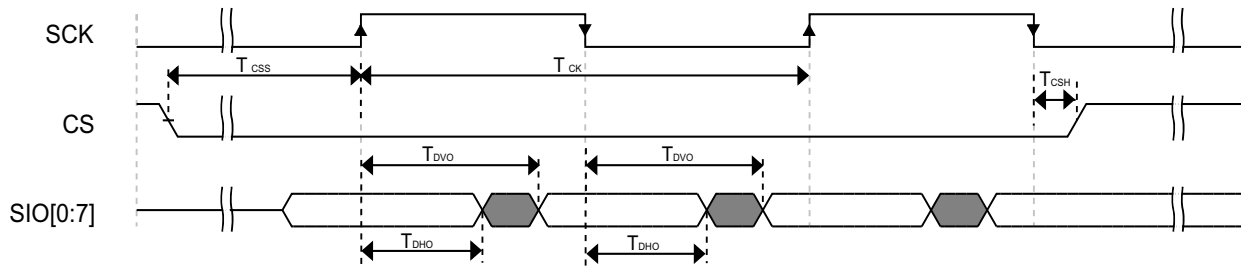 SCK
T CSS
T CK
T CSH
CS
T DVO
T DVO
SIO[0:7]
T DHO
T DHO